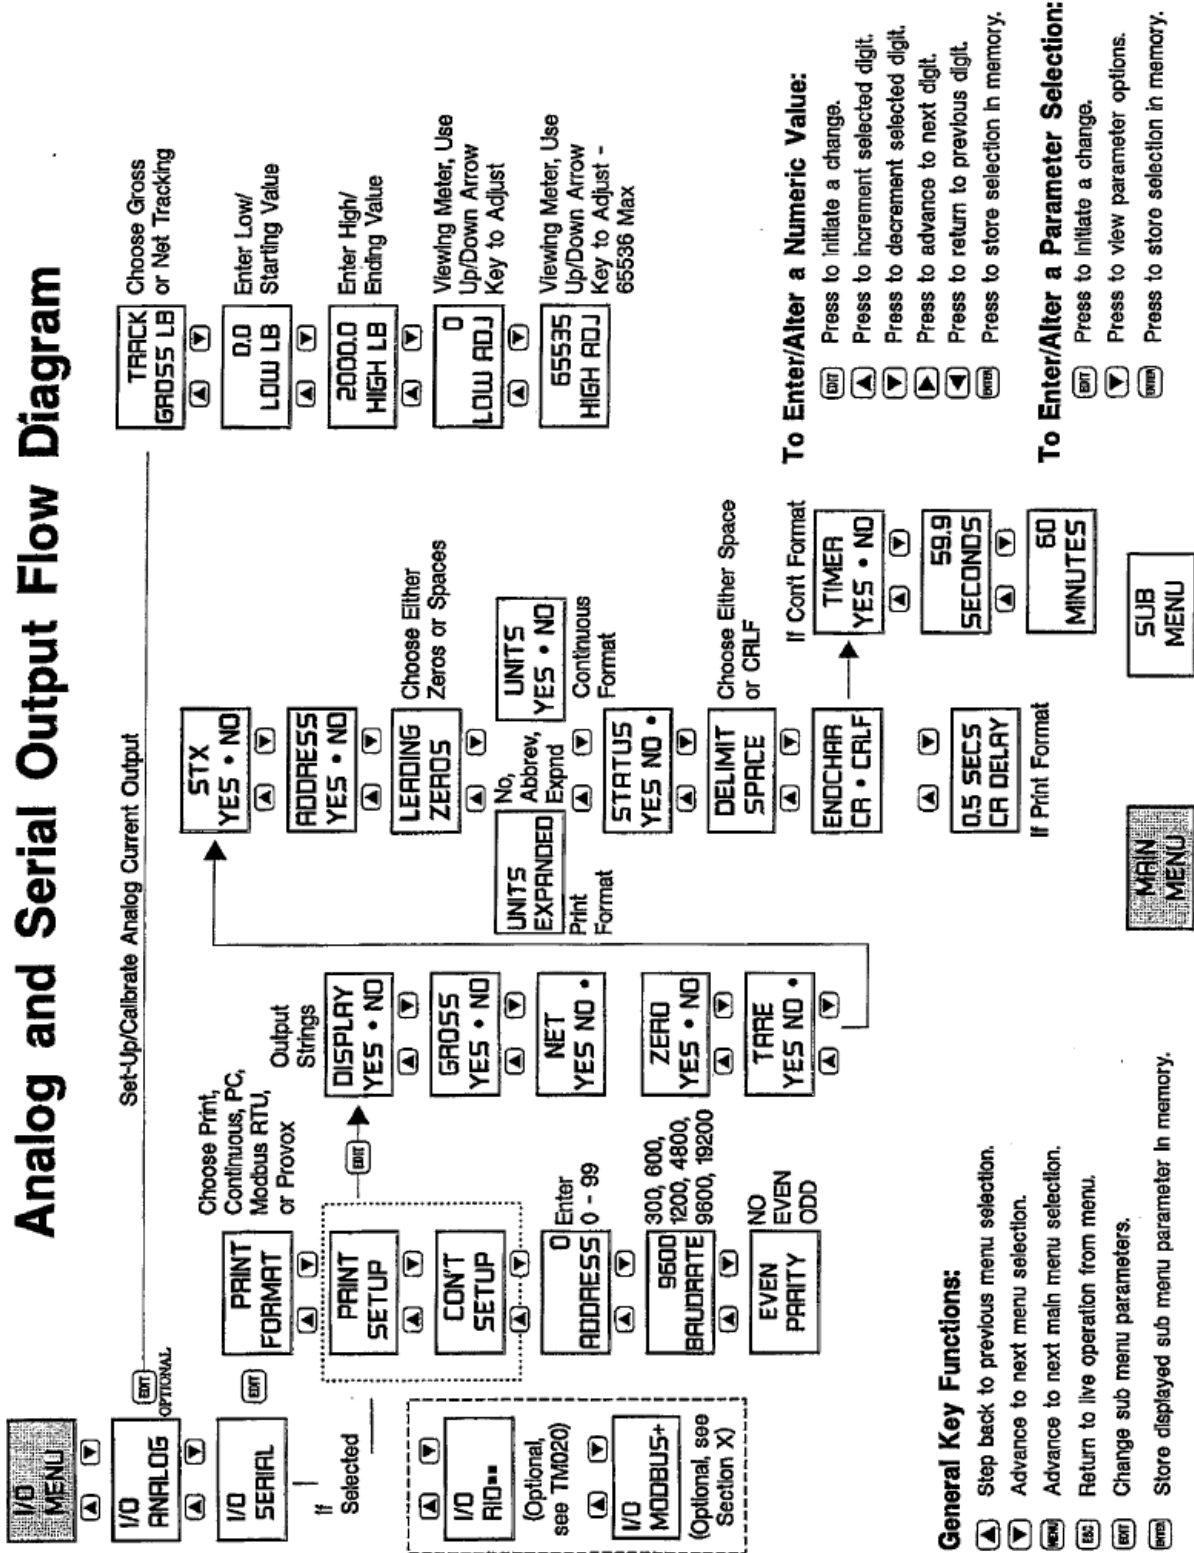 Analog and Serial Output Flow Diagram
I/O
MENU
I/O
ANALOG
OPTIONAL
EDIT
Set-Up/Calibrate Analog Current Output
TRACK
GROSS LB
Choose Gross
or Net Tracking
0.0
LOW LB
Enter Low/
Starting Value
2000.0
HIGH LB
Enter High/
Ending Value
0
LOW ADJ
Viewing Meter, Use
Up/Down Arrow
Key to Adjust
65535
HIGH ADJ
Viewing Meter, Use
Up/Down Arrow
Key to Adjust -
65536 Max
I/O
SERIAL
EDIT
PRINT
FORMAT
Choose Print,
Continuous, PC,
Modbus RTU,
or Provox
If
Selected
PRINT
SETUP
CON'T
SETUP
EDIT
0
ADDRESS
Enter
0 - 99
9600
BAUDRATE
300, 600,
1200, 4800,
9600, 19200
EVEN
PARITY
NO
EVEN
ODD
I/O
RIO▪▪
(Optional,
see TM020)
I/O
MODBUS+
(Optional, see
Section X)
Output
Strings
DISPLAY
YES • NO
GROSS
YES • NO
NET
YES NO •
ZERO
YES • NO
TARE
YES NO •
STX
YES • NO
ADDRESS
YES • NO
LEADING
ZEROS
Choose Either
Zeros or Spaces
UNITS
EXPANDED
Print
Format
No,
Abbrev,
Expnd
UNITS
YES • NO
Continuous
Format
STATUS
YES NO •
DELIMIT
SPACE
Choose Either Space
or CRLF
ENDCHAR
CR • CRLF
0.5 SECS
CR DELAY
If Print Format
If Con't Format
TIMER
YES • NO
59.9
SECONDS
60
MINUTES
General Key Functions:
Step back to previous menu selection.
Advance to next menu selection.
MENU Advance to next main menu selection.
ESC Return to live operation from menu.
EDIT Change sub menu parameters.
ENTER Store displayed sub menu parameter in memory.
MAIN
MENU
SUB
MENU
To Enter/Alter a Numeric Value:
EDIT Press to initiate a change.
Press to increment selected digit.
Press to decrement selected digit.
Press to advance to next digit.
Press to return to previous digit.
ENTER Press to store selection in memory.
To Enter/Alter a Parameter Selection:
EDIT Press to initiate a change.
Press to view parameter options.
ENTER Press to store selection in memory.